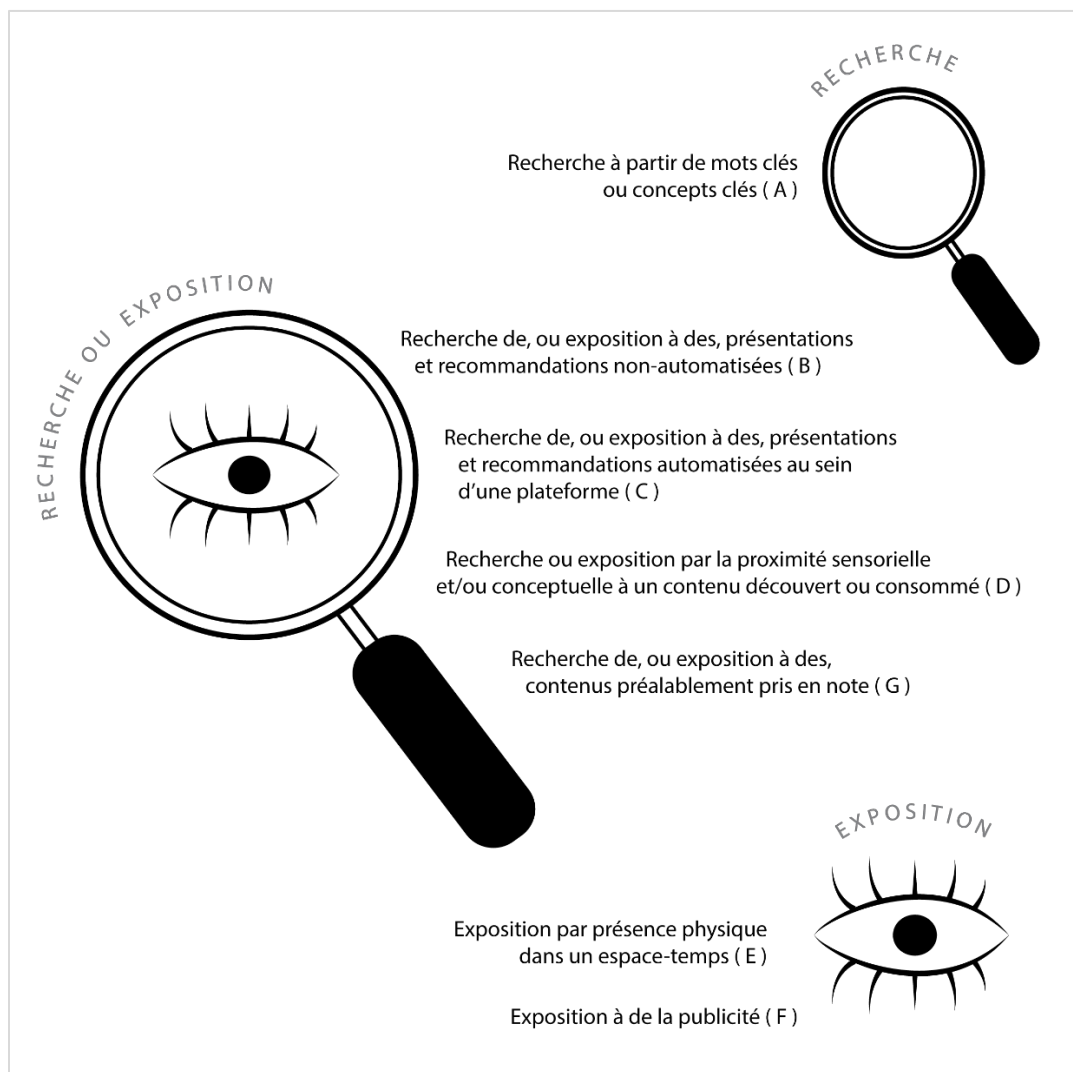 RECHERCHE
Recherche à partir de mots clés
ou concepts clés ( A )
RECHERCHE OU EXPOSITION
Recherche de, ou exposition à des, présentations
et recommandations non-automatisées ( B )
Recherche de, ou exposition à des, présentations
et recommandations automatisées au sein
d’une plateforme ( C )
Recherche ou exposition par la proximité sensorielle
et/ou conceptuelle à un contenu découvert ou consommé ( D )
Recherche de, ou exposition à des,
contenus préalablement pris en note ( G )
EXPOSITION
Exposition par présence physique
dans un espace-temps ( E )
Exposition à de la publicité ( F )